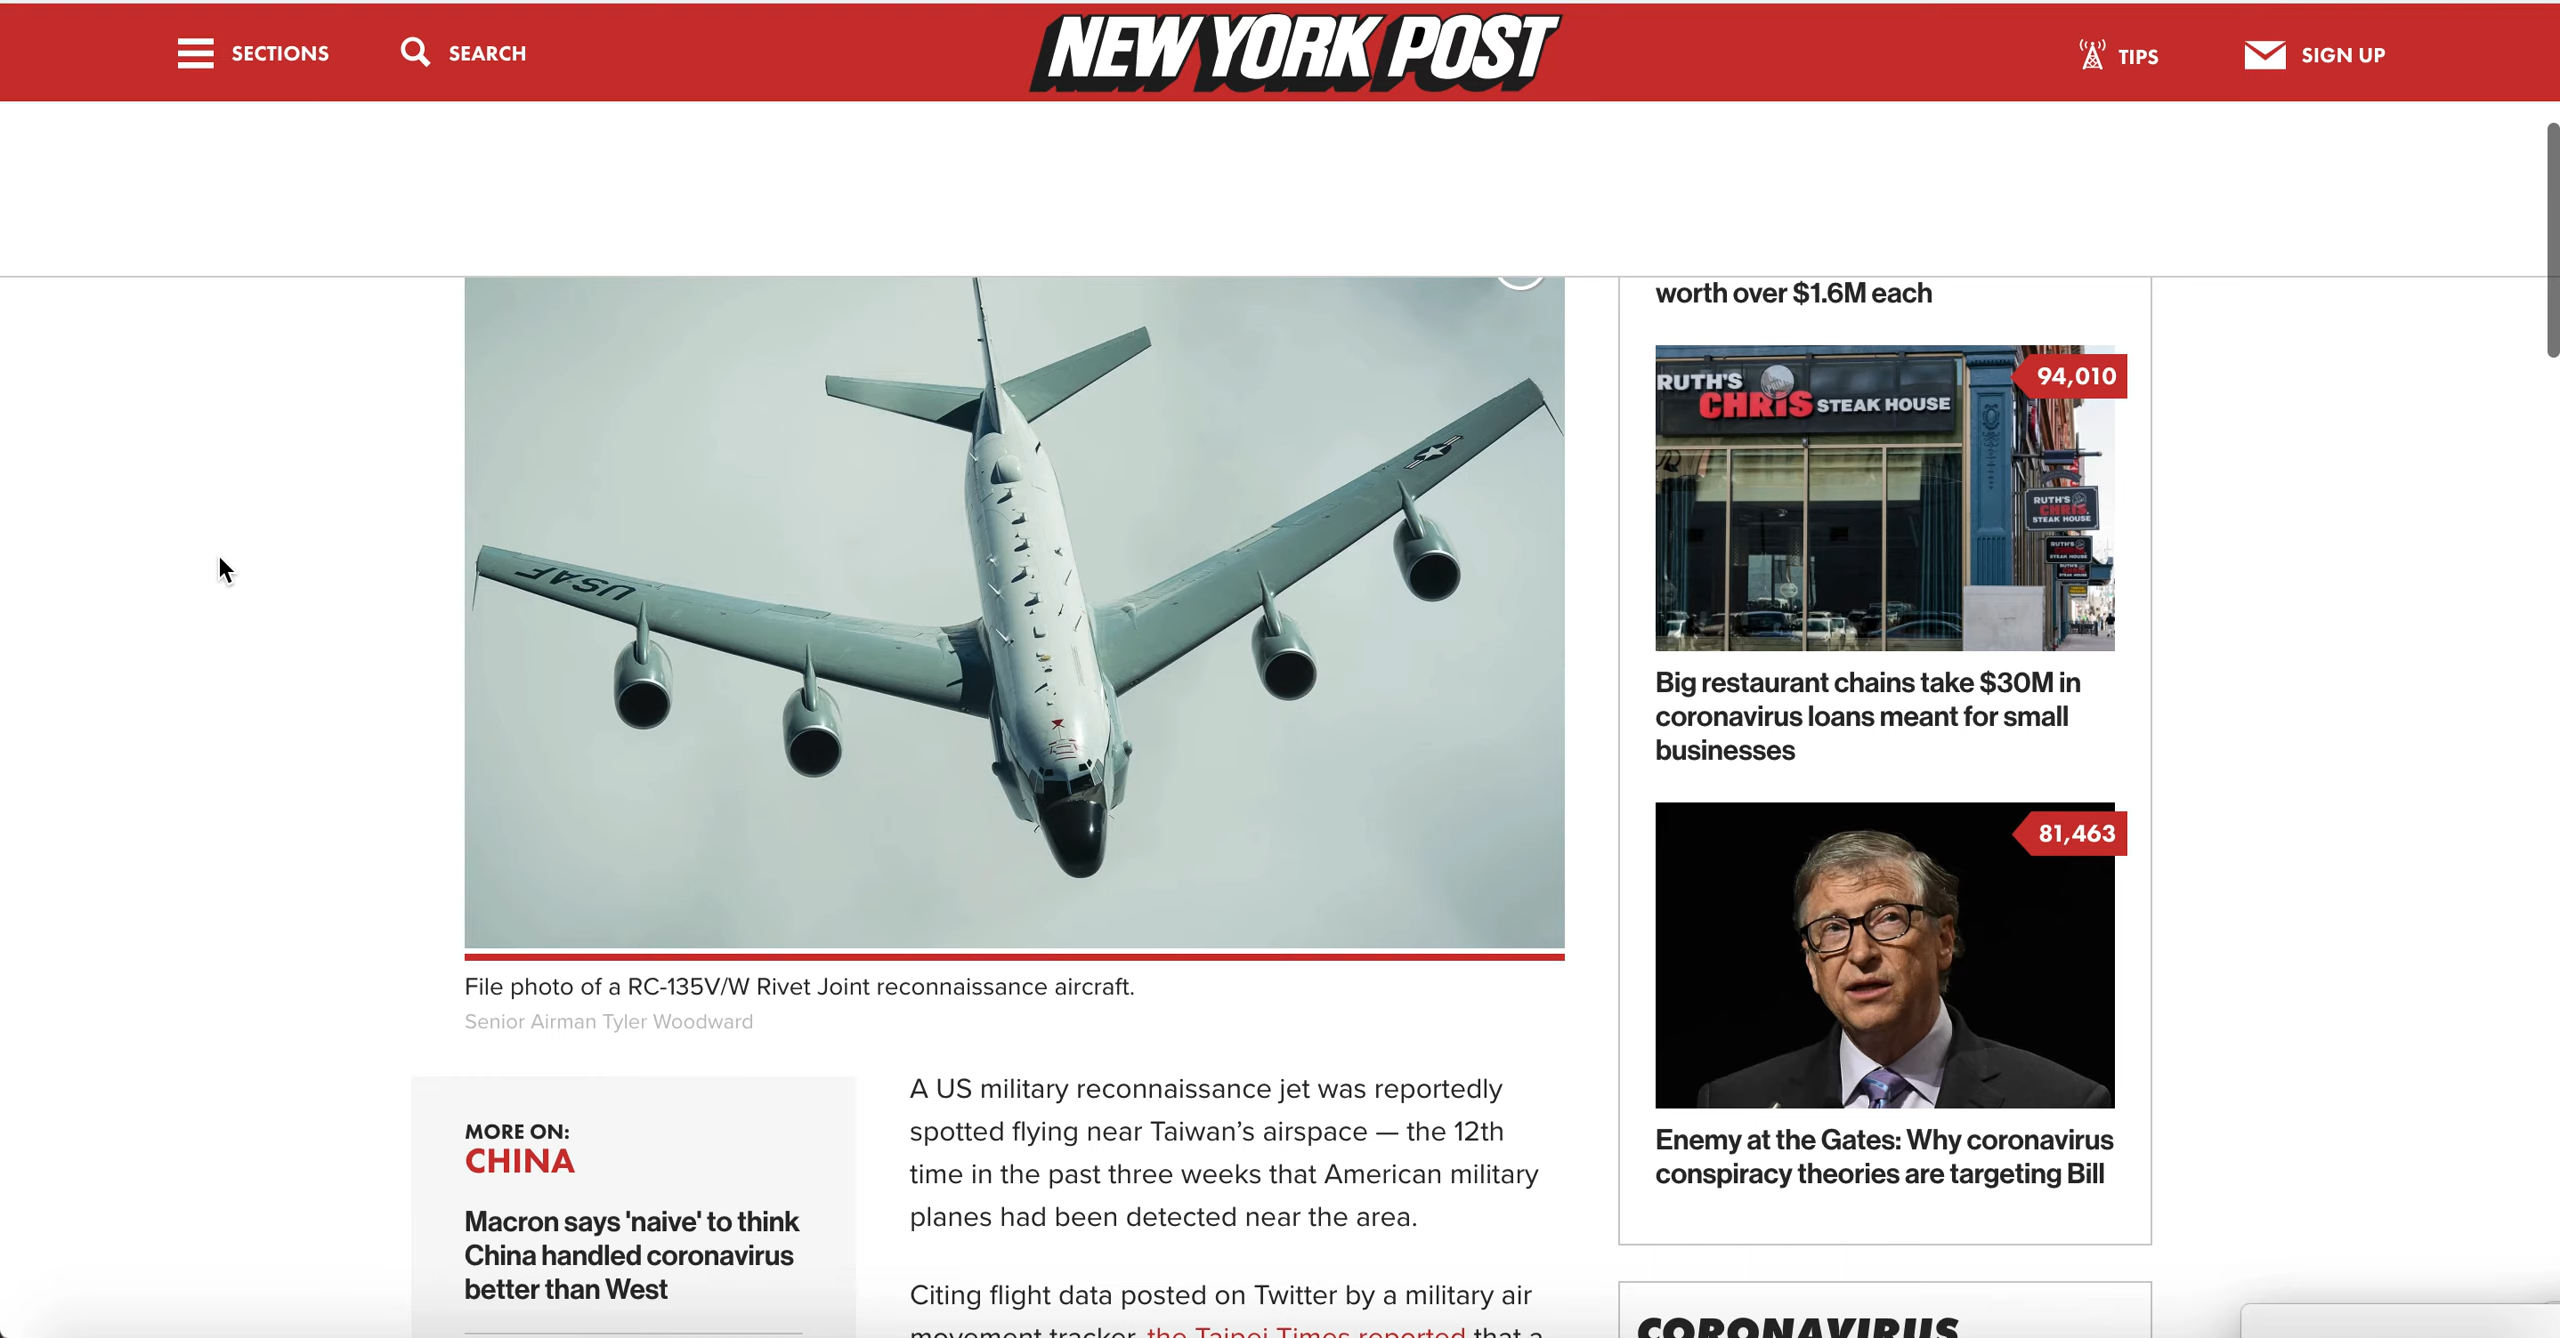 SECTIONS
SEARCH
NEW YORK POST
TIPS
SIGN UP
USAF
File photo of a RC-135V/W Rivet Joint reconnaissance aircraft.
Senior Airman Tyler Woodward
MORE ON:
CHINA
Macron says 'naive' to think
China handled coronavirus
better than West
A US military reconnaissance jet was reportedly
spotted flying near Taiwan’s airspace — the 12th
time in the past three weeks that American military
planes had been detected near the area.
Citing flight data posted on Twitter by a military air
movement tracker, the Taipei Times reported that a
worth over $1.6M each
RUTH'S
CHRIS STEAK HOUSE
94,010
RUTH'S
CHRIS
STEAK HOUSE
RUTH'S
CHRIS
STEAK HOUSE
Big restaurant chains take $30M in
coronavirus loans meant for small
businesses
81,463
Enemy at the Gates: Why coronavirus
conspiracy theories are targeting Bill
CORONAVIRUS